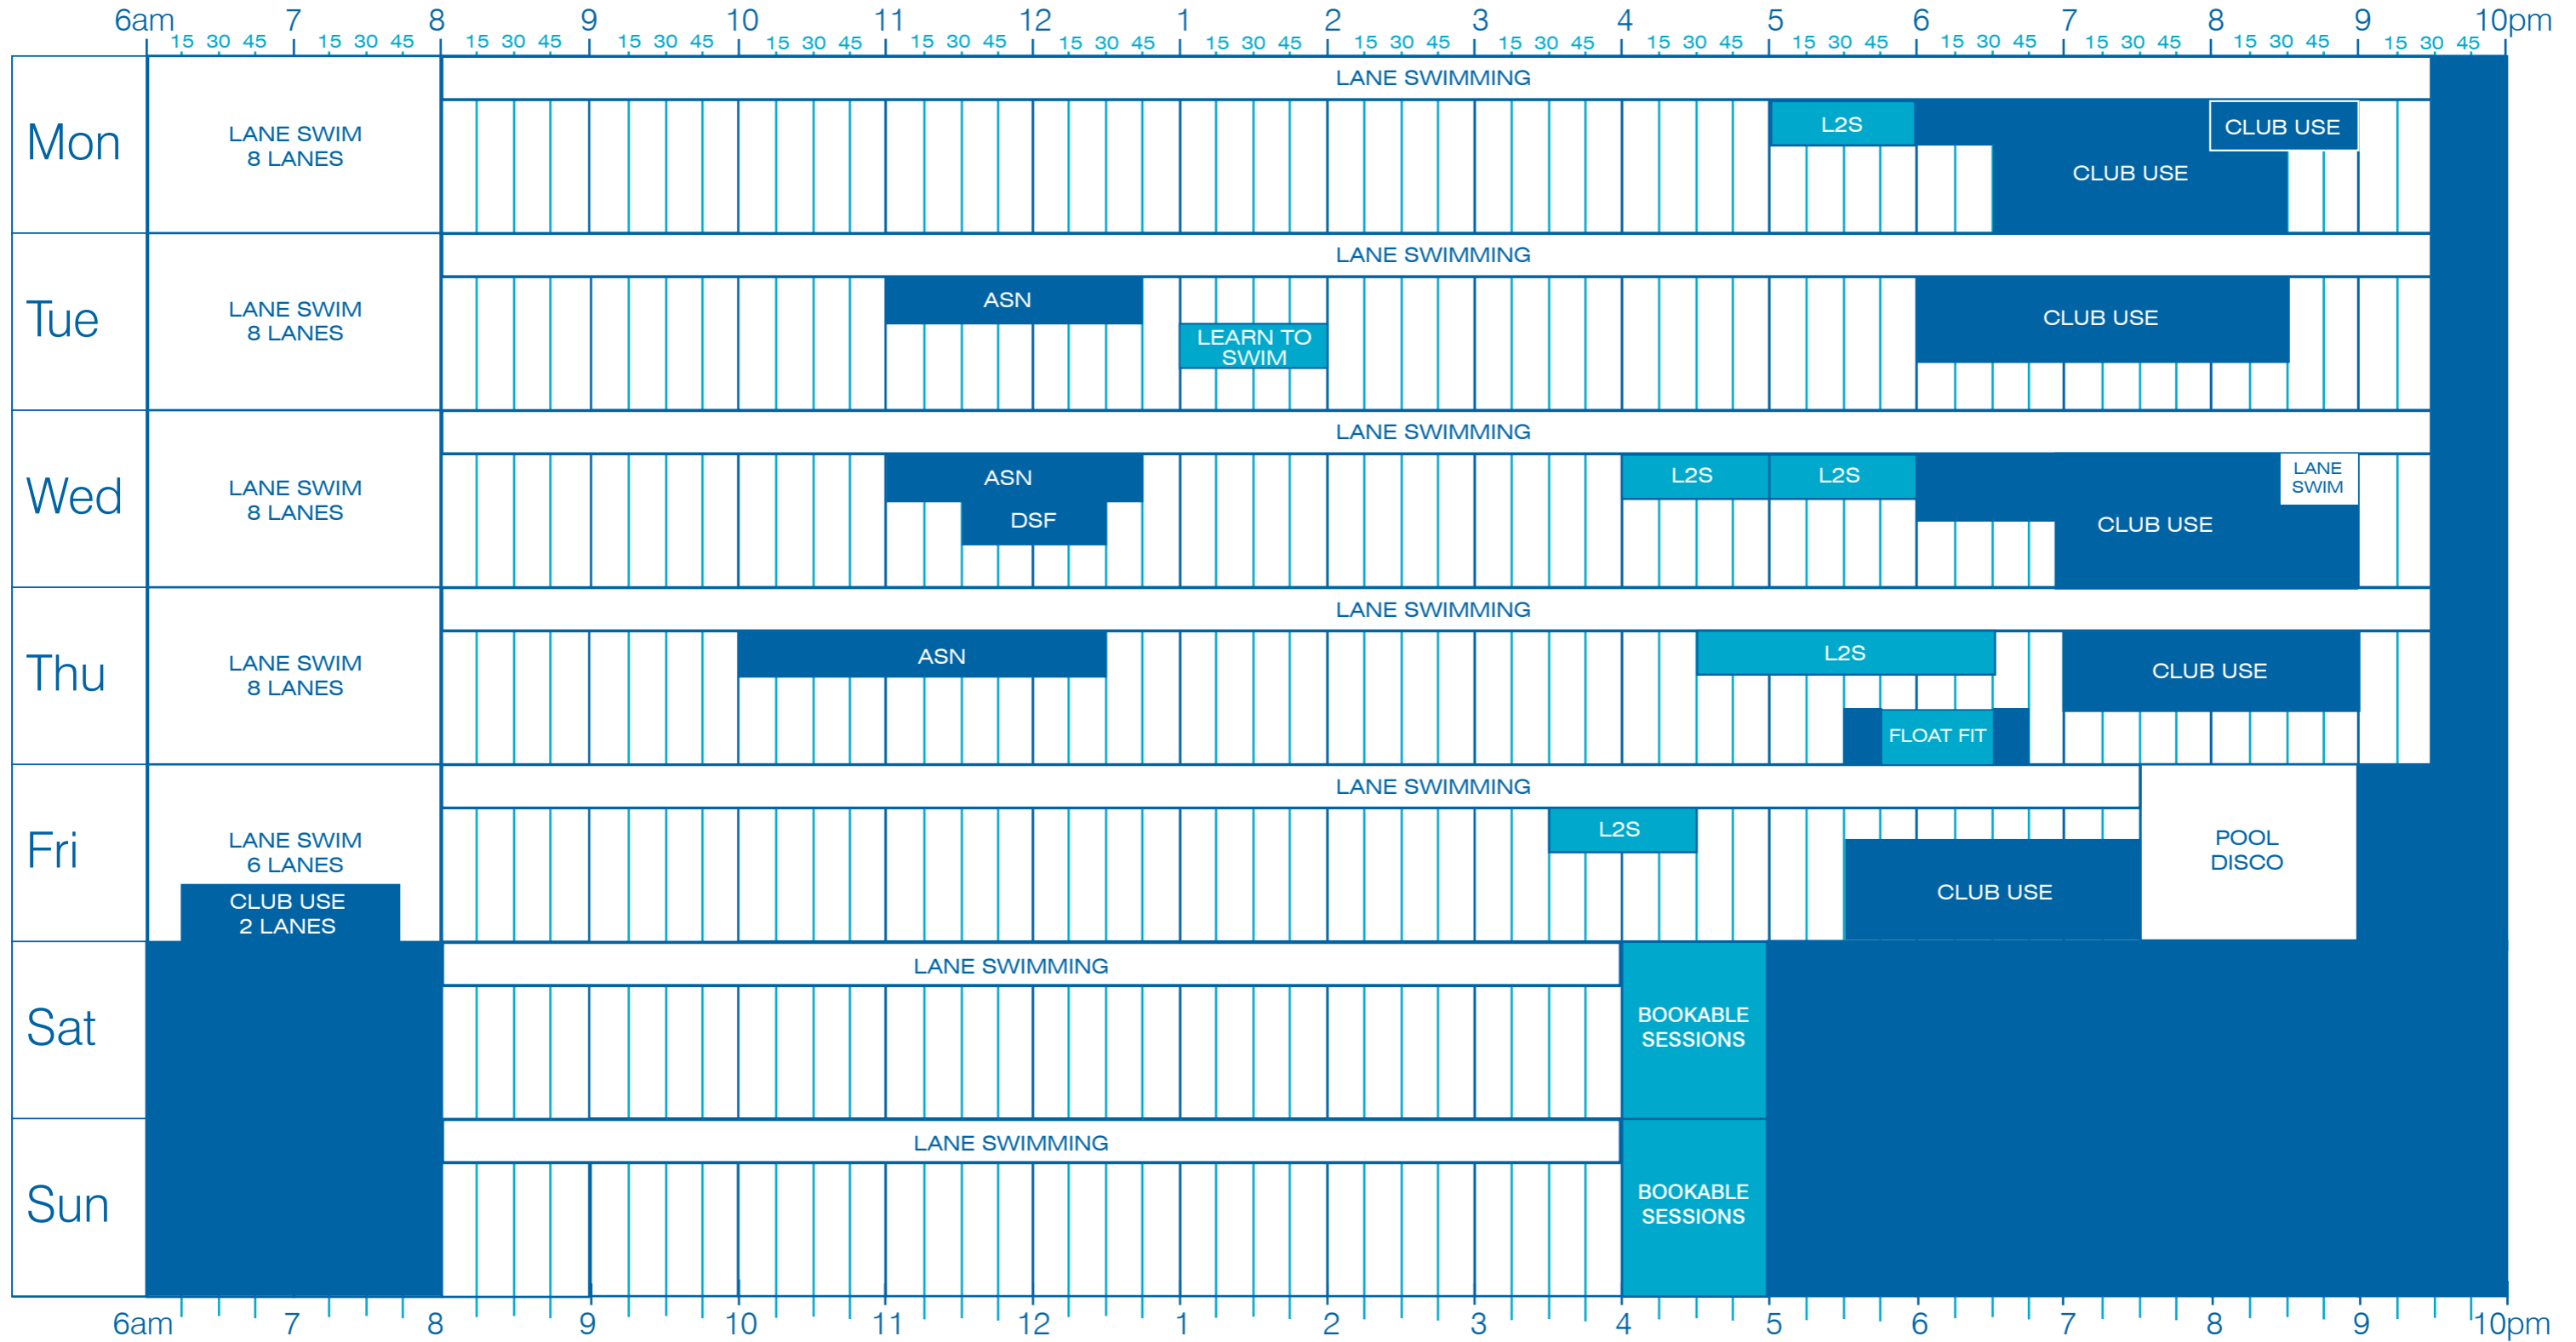 6am 7 8 9 10 11 12 1 2 3 4 5 6 7 8 9 10pm
15 30 45 15 30 45 15 30 45 15 30 45 15 30 45 15 30 45 15 30 45 15 30 45 15 30 45 15 30 45 15 30 45 15 30 45 15 30 45 15 30 45 15 30 45 15 30 45
Mon
LANE SWIM
8 LANES
LANE SWIMMING
L2S
CLUB USE
CLUB USE
Tue
LANE SWIM
8 LANES
LANE SWIMMING
ASN
LEARN TO
SWIM
CLUB USE
Wed
LANE SWIM
8 LANES
LANE SWIMMING
ASN
DSF
L2S
L2S
CLUB USE
LANE
SWIM
Thu
LANE SWIM
8 LANES
LANE SWIMMING
ASN
L2S
FLOAT FIT
CLUB USE
Fri
LANE SWIM
6 LANES
CLUB USE
2 LANES
LANE SWIMMING
L2S
CLUB USE
POOL
DISCO
Sat
LANE SWIMMING
BOOKABLE
SESSIONS
Sun
LANE SWIMMING
BOOKABLE
SESSIONS
6am 7 8 9 10 11 12 1 2 3 4 5 6 7 8 9 10pm